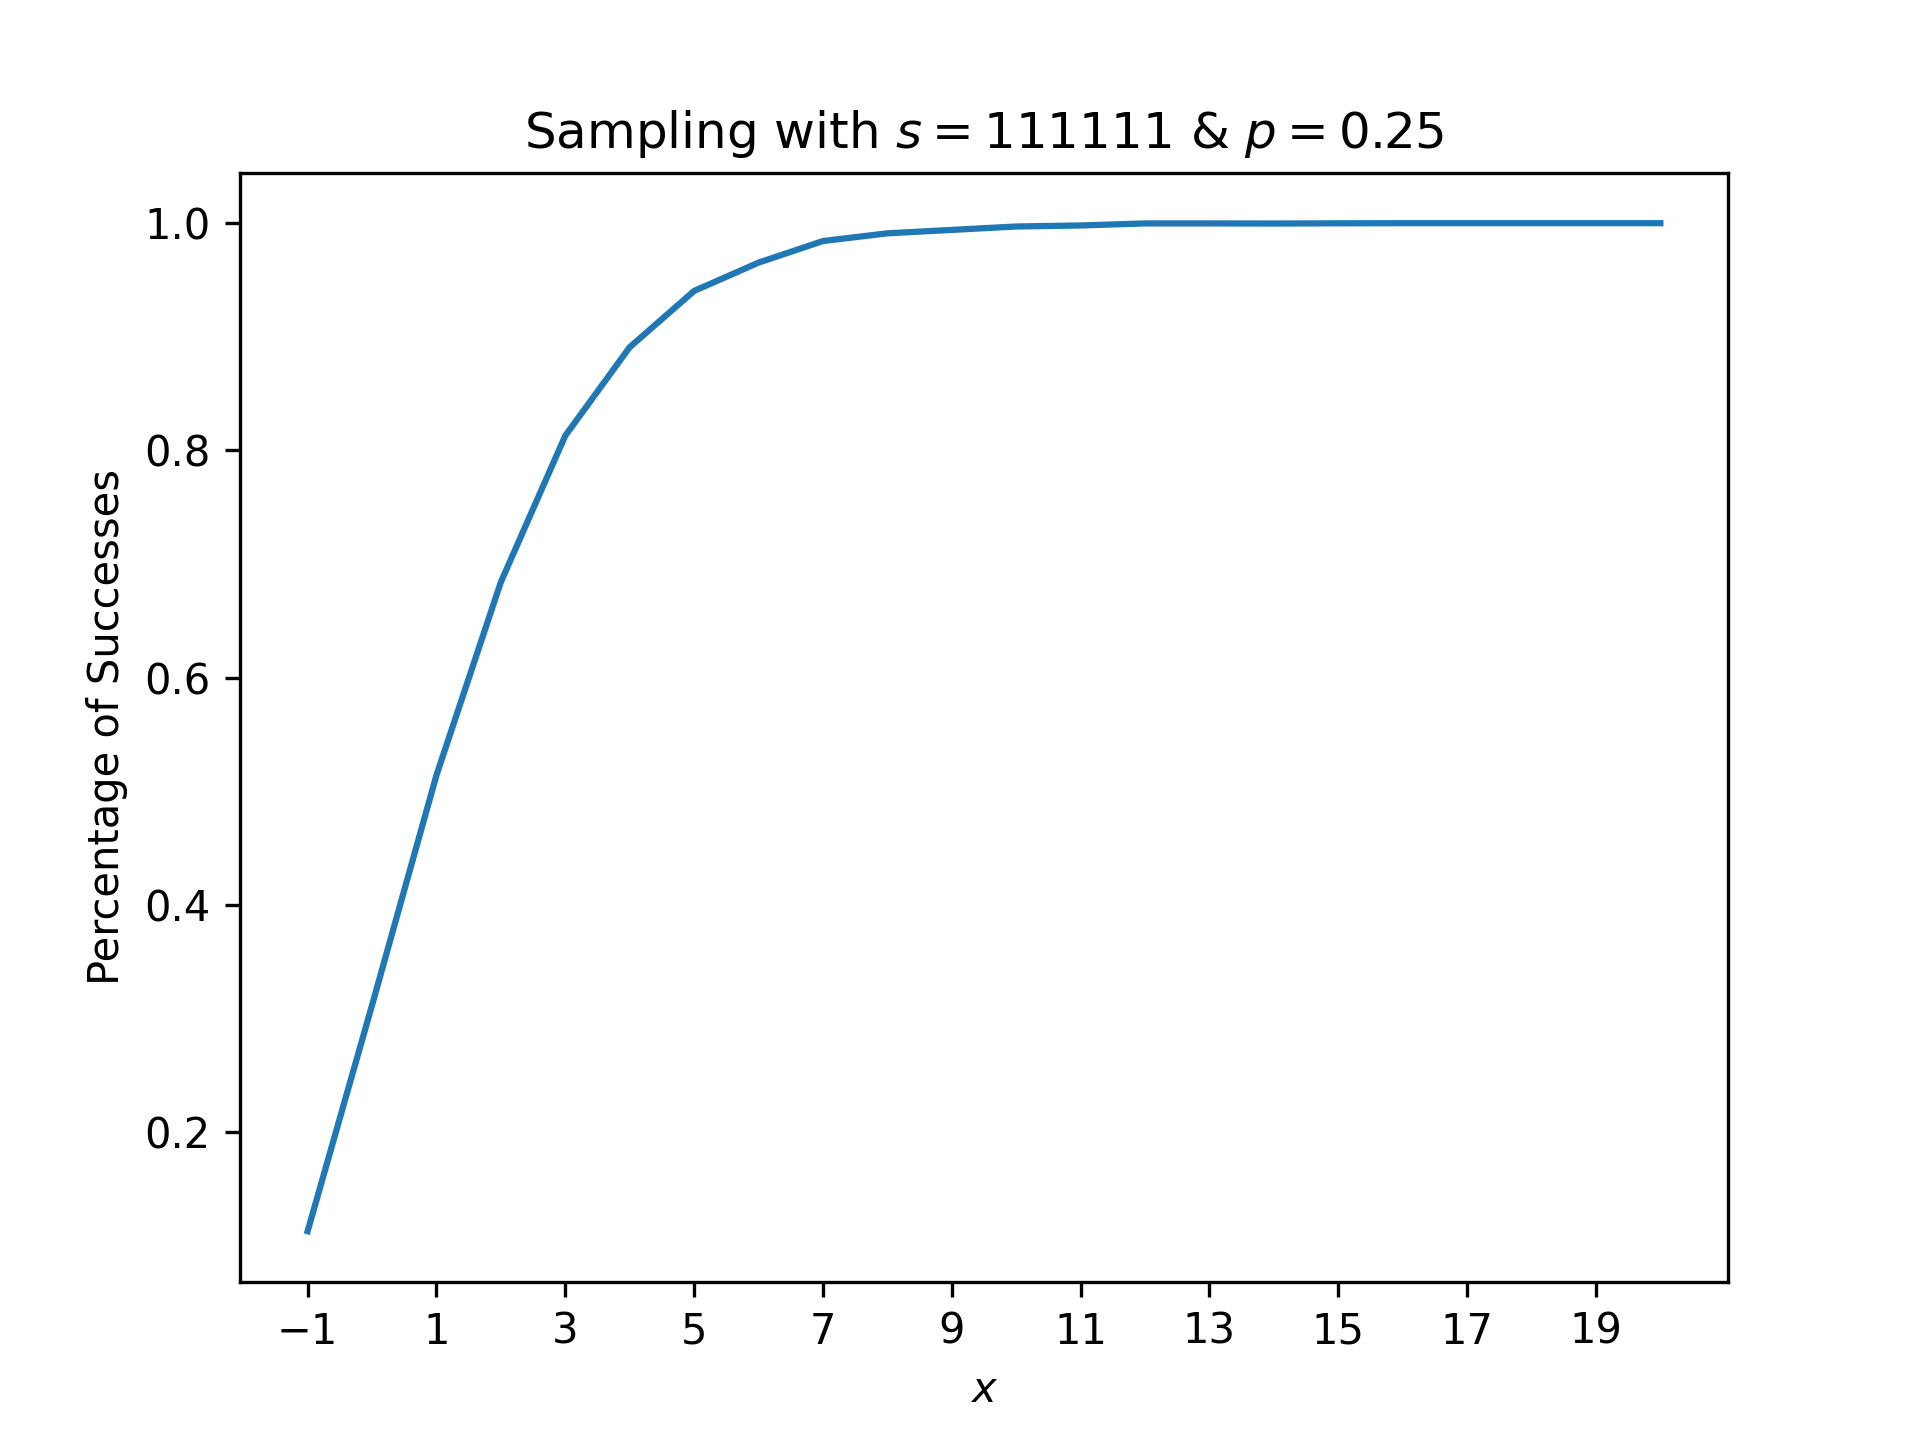 Sampling with s = 111111 & p = 0.25
Percentage of Successes
1.0
0.8
0.6
0.4
0.2
−1 1 3 5 7 9 11 13 15 17 19
x